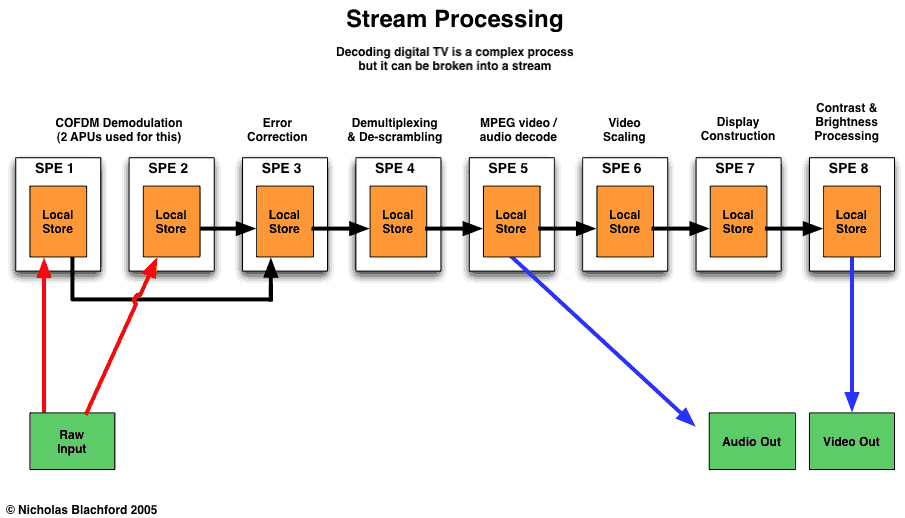 Stream Processing
Decoding digital TV is a complex process
but it can be broken into a stream
COFDM Demodulation
(2 APUs used for this)
Error
Correction
Demultiplexing
& De-scrambling
MPEG video /
audio decode
Video
Scaling
Display
Construction
Contrast &
Brightness
Processing
SPE 1
SPE 2
SPE 3
SPE 4
SPE 5
SPE 6
SPE 7
SPE 8
Local
Store
Local
Store
Local
Store
Local
Store
Local
Store
Local
Store
Local
Store
Local
Store
Raw
Input
Audio Out
Video Out
© Nicholas Blachford 2005